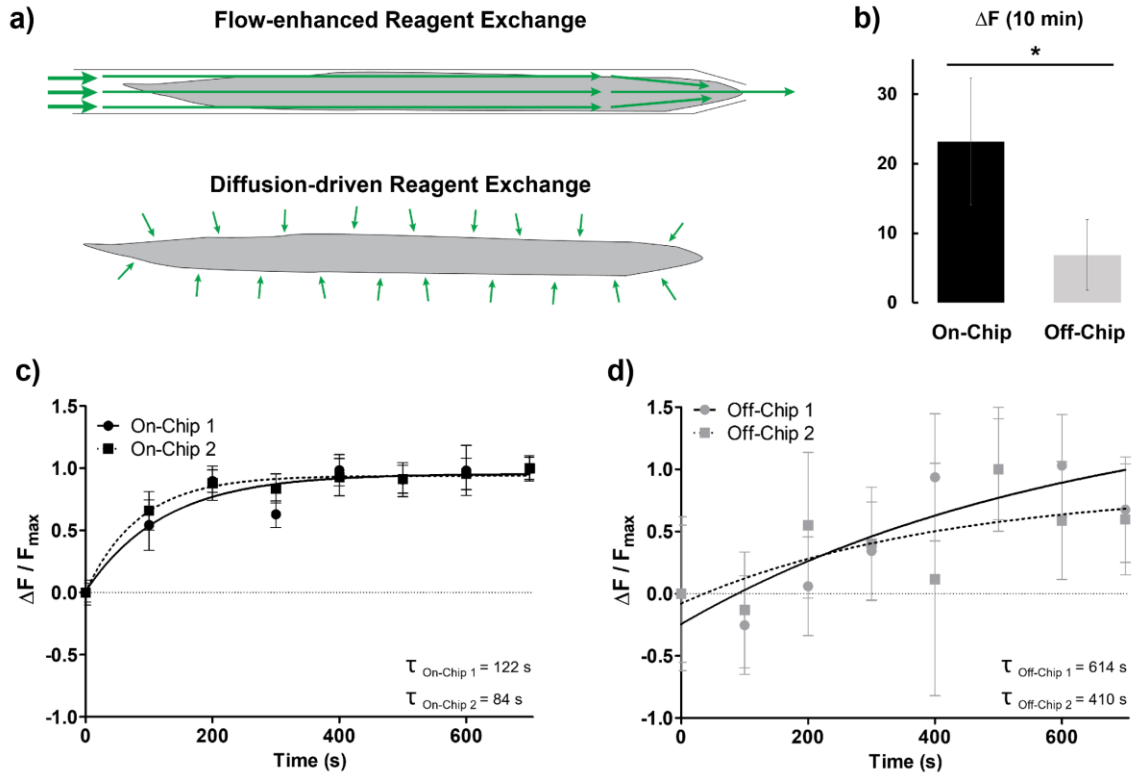 a)
Flow-enhanced Reagent Exchange
Diffusion-driven Reagent Exchange
b)
ΔF (10 min)
*
30
20
10
0
On-Chip
Off-Chip
c)
On-Chip 1
On-Chip 2
1.5
1.0
0.5
0.0
-0.5
-1.0
ΔF / Fmax
0
200
400
600
Time (s)
τ On-Chip 1 = 122 s
τ On-Chip 2 = 84 s
d)
Off-Chip 1
Off-Chip 2
1.5
1.0
0.5
0.0
-0.5
-1.0
ΔF / Fmax
0
200
400
600
Time (s)
τ Off-Chip 1 = 614 s
τ Off-Chip 2 = 410 s